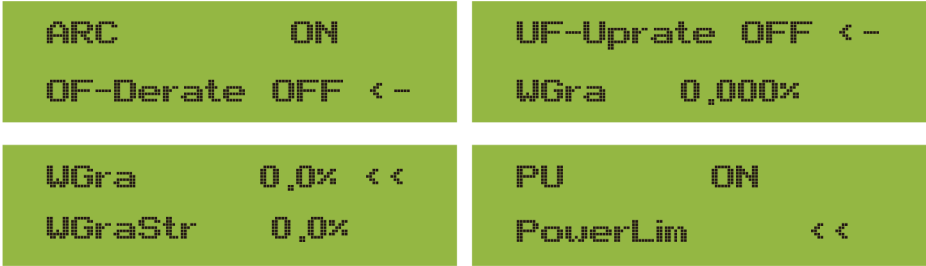 ARC ON
OF-Derate OFF <-
UF-Uprate OFF <-
WGra 0.000%
WGra 0.0% <<
WGraStr 0.0%
PU ON
PowerLim <<